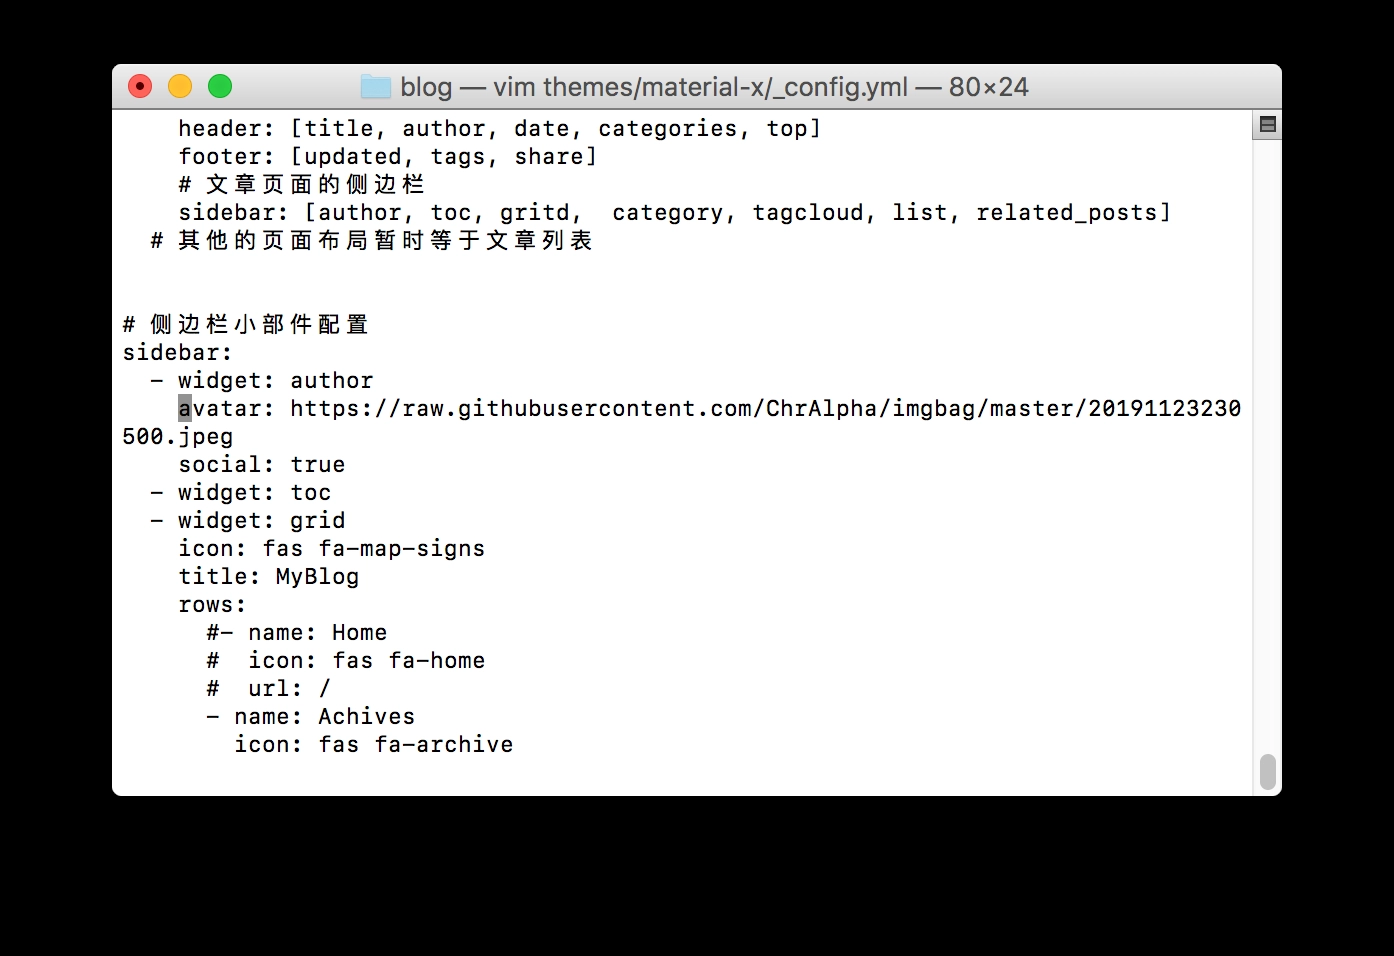 blog — vim themes/material-x/_config.yml — 80×24
header: [title, author, date, categories, top]
footer: [updated, tags, share]
# 文章页面的侧边栏
sidebar: [author, toc, gritd,  category, tagcloud, list, related_posts]
# 其他的页面布局暂时等于文章列表
# 侧边栏小部件配置
sidebar:
- widget: author
avatar: https://raw.githubusercontent.com/ChrAlpha/imgbag/master/20191123230
500.jpeg
social: true
- widget: toc
- widget: grid
icon: fas fa-map-signs
title: MyBlog
rows:
#- name: Home
#  icon: fas fa-home
#  url: /
- name: Achives
icon: fas fa-archive